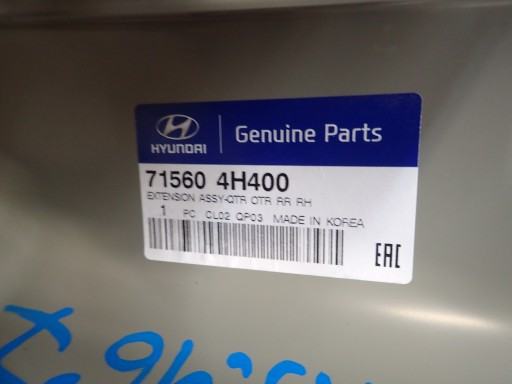 HYUNDAI
Genuine Parts
71560 4H400
EXTENSION ASSY-QTR OTR RR RH
1 PC CL02 QP03 MADE IN KOREA
EAC